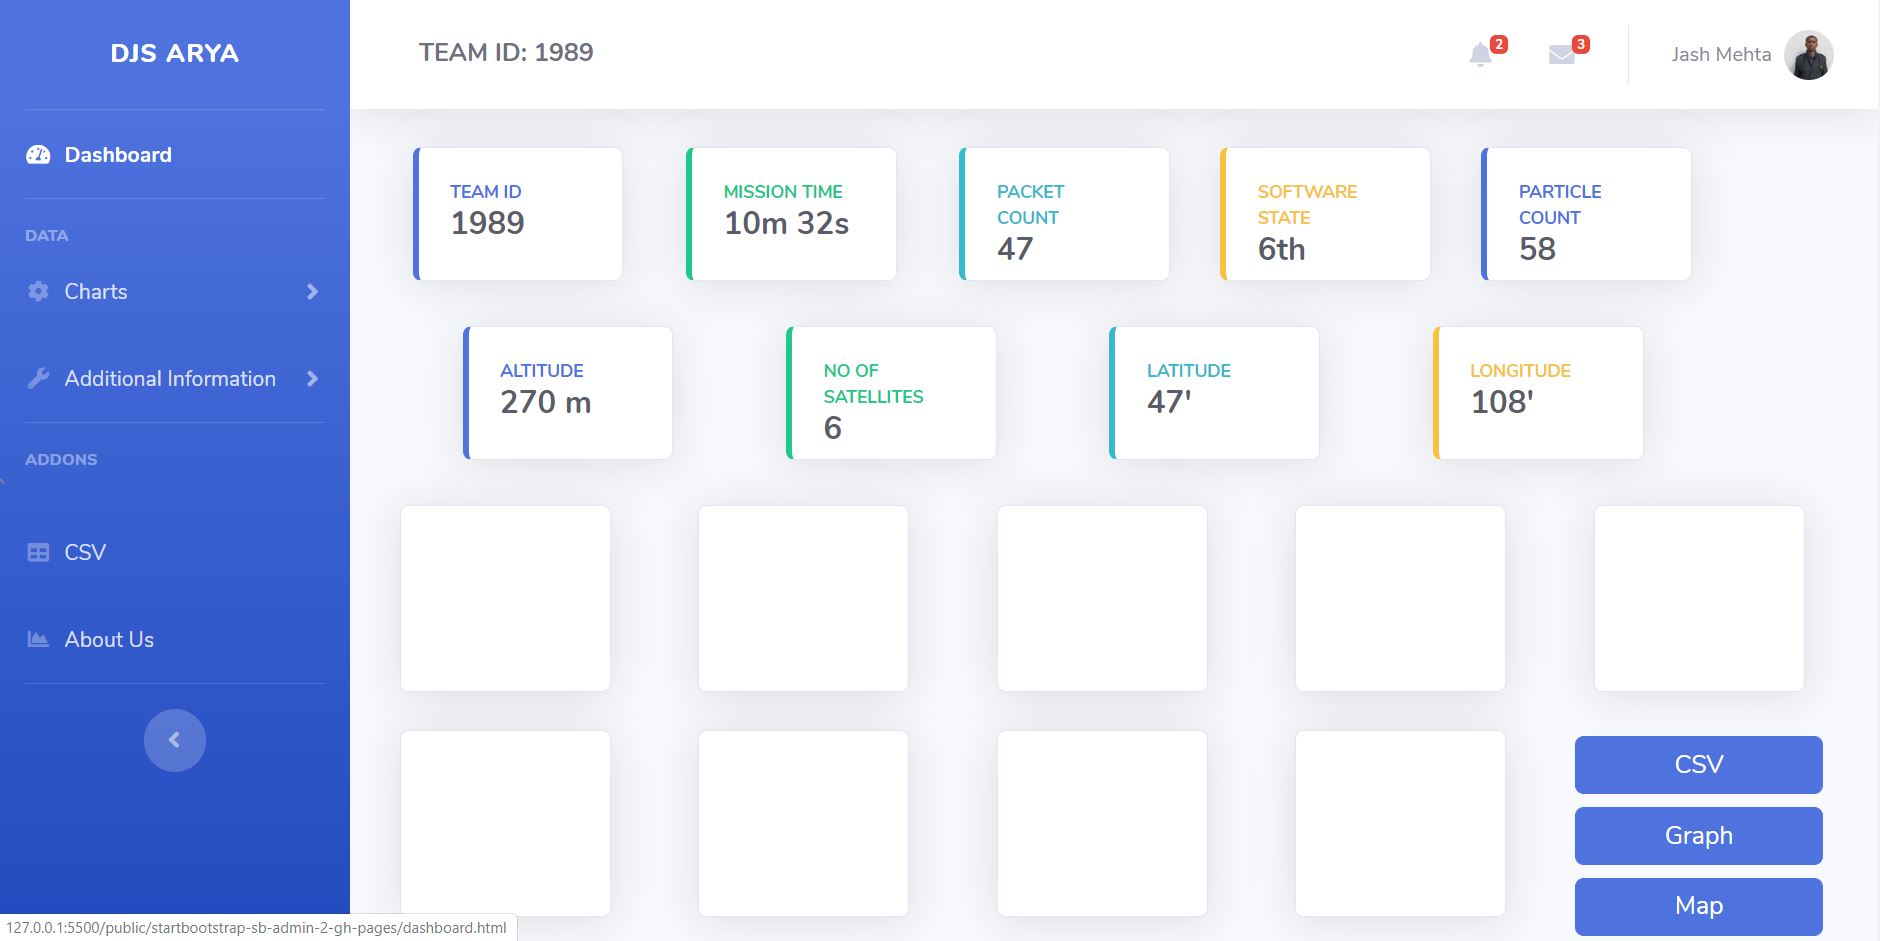 DJS ARYA
TEAM ID: 1989
2
3
Jash Mehta
Dashboard
DATA
Charts
Additional Information
ADDONS
CSV
About Us
TEAM ID
1989
MISSION TIME
10m 32s
PACKET
COUNT
47
SOFTWARE
STATE
6th
PARTICLE
COUNT
58
ALTITUDE
270 m
NO OF
SATELLITES
6
LATITUDE
47'
LONGITUDE
108'
CSV
Graph
Map
127.0.0.1:5500/public/startbootstrap-sb-admin-2-gh-pages/dashboard.html